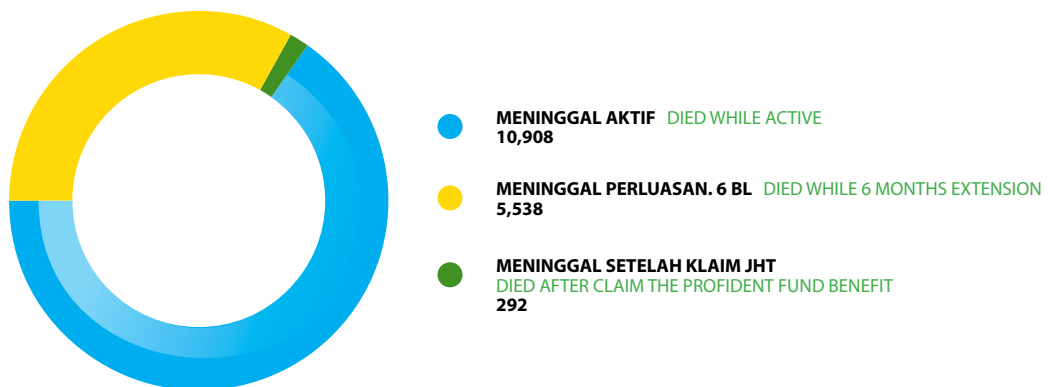 MENINGGAL AKTIF DIED WHILE ACTIVE
10,908
MENINGGAL PERLUASAN. 6 BL DIED WHILE 6 MONTHS EXTENSION
5,538
MENINGGAL SETELAH KLAIM JHT
DIED AFTER CLAIM THE PROFIDENT FUND BENEFIT
292